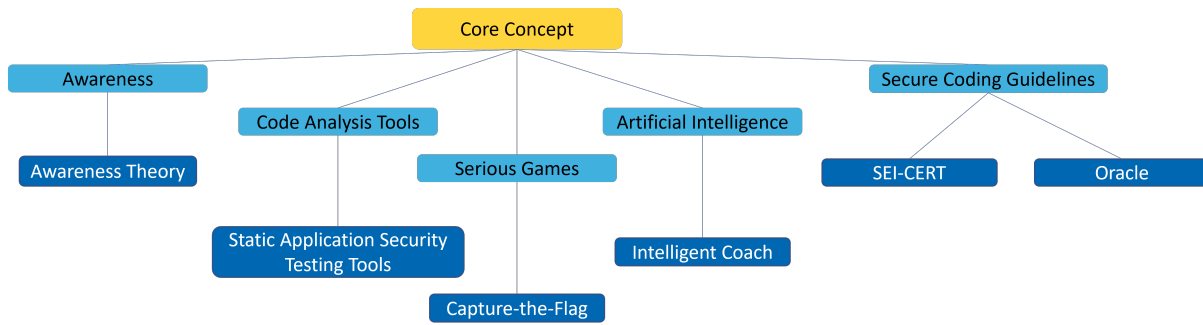 Core Concept
Awareness
Secure Coding Guidelines
Code Analysis Tools
Artificial Intelligence
Serious Games
Awareness Theory
SEI-CERT
Oracle
Static Application Security
Testing Tools
Intelligent Coach
Capture-the-Flag